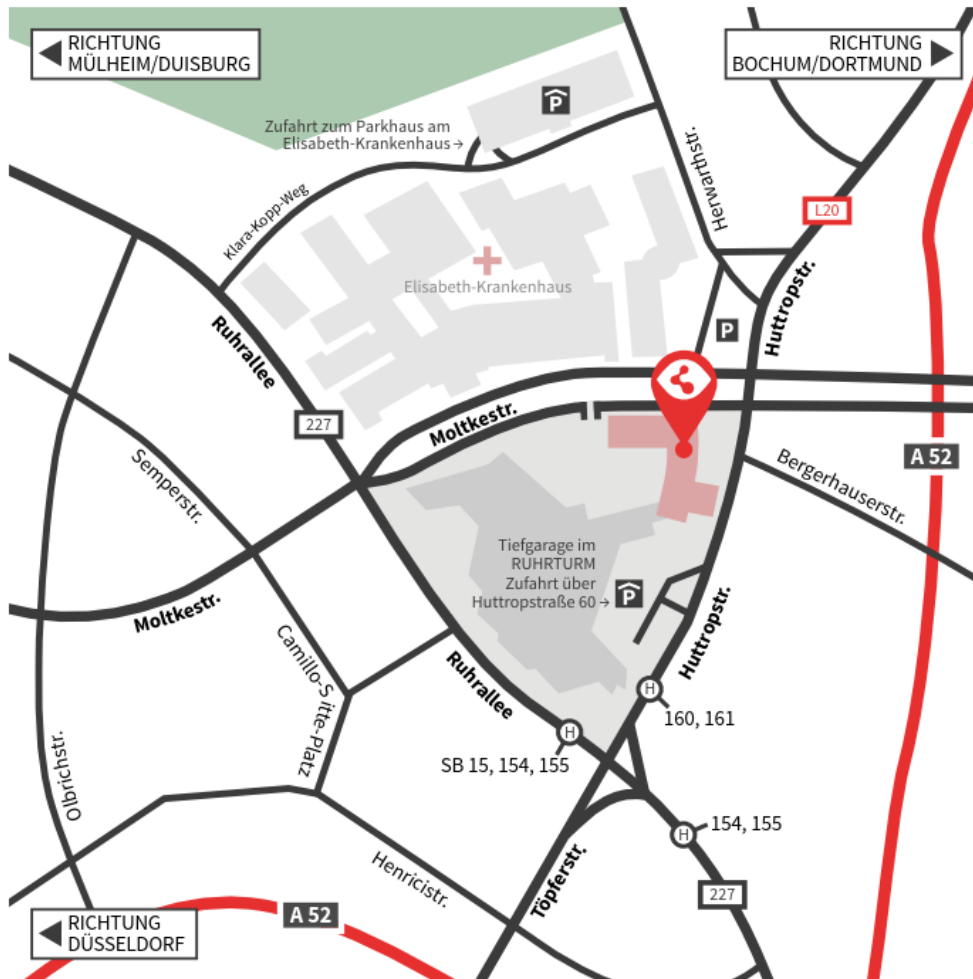 RICHTUNG
MÜLHEIM/DUISBURG
RICHTUNG
BOCHUM/DORTMUND
P
Zufahrt zum Parkhaus am
Elisabeth-Krankenhaus →
Herwarthstr.
Klara-Kopp-Weg
L20
Elisabeth-Krankenhaus
Huttropstr.
Ruhrallee
P
227
Moltkestr.
A 52
Semperstr.
Bergerhauserstr.
Tiefgarage im
RUHRTURM
Zufahrt über
Huttropstraße 60 →
P
Moltkestr.
Huttropstr.
Camillo-Sitte-Platz
Ruhrallee
H
160, 161
H
SB 15, 154, 155
Olbrichstr.
H
154, 155
Henricistr.
Töpferstr.
227
A 52
RICHTUNG
DÜSSELDORF